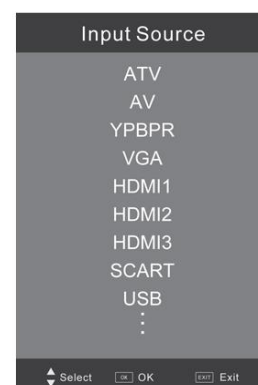 Input Source
ATV
AV
YPBPR
VGA
HDMI1
HDMI2
HDMI3
SCART
USB
⋮
Select OK OK EXIT Exit